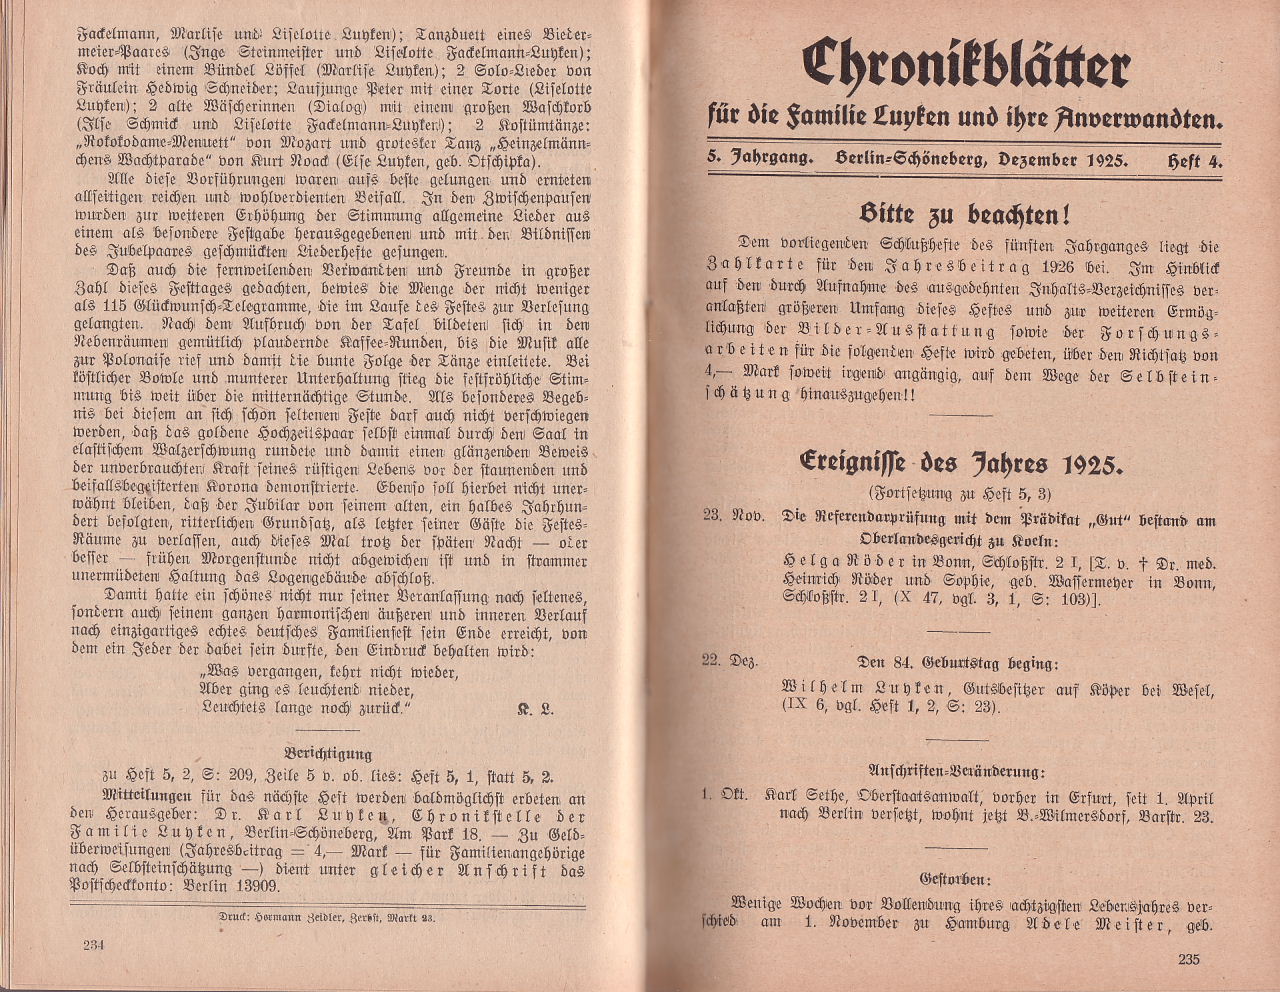 Fackelmann, Marlise und Liselotte Luyken); Tanzduett eines Bieder-
meier-Paares (Inge Steinmeister und Liselotte Fackelmann-Luyken);
Koch mit einem Bündel Löffel (Marlise Luyken); 2 Solo-Lieder von
Fräulein Hedwig Schneider; Laufjunge Peter mit einer Torte (Liselotte
Luyken); 2 alte Wäscherinnen (Dialog) mit einem großen Waschkorb
(Ilse Schmick und Liselotte Fackelmann-Luyken); 2 Kostümtänze:
„Rokokodame-Menuett" von Mozart und grotesker Tanz „Heinzelmänn-
chens Wachtparade" von Kurt Noack (Else Luyken, geb. Otschipka).
Alle diese Vorführungen waren aufs beste gelungen und ernteten
allseitigen reichen und wohlverdienten Beifall. In den Zwischenpausen
wurden zur weiteren Erhöhung der Stimmung allgemeine Lieder aus
einem als besondere Festgabe herausgegebenen und mit den Bildnissen
des Jubelpaares geschmückten Liederhefte gesungen.
Daß auch die fernweilenden Verwandten und Freunde in großer
Zahl dieses Festtages gedachten, bewies die Menge der nicht weniger
als 115 Glückwunsch-Telegramme, die im Laufe des Festes zur Verlesung
gelangten. Nach dem Aufbruch von der Tafel bildeten sich in den
Nebenräumen gemütlich plaudernde Kaffee-Runden, bis die Musik alle
zur Polonaise rief und damit die bunte Folge der Tänze einleitete. Bei
köstlicher Bowle und munterer Unterhaltung stieg die festfröhliche Stim-
mung bis weit über die mitternächtige Stunde. Als besonderes Begeb-
nis bei diesem an sich schon seltenen Feste darf auch nicht verschwiegen
werden, daß das goldene Hochzeitspaar selbst einmal durch den Saal in
elastischem Walzerschwung rundete und damit einen glänzenden Beweis
der unverbrauchten Kraft seines rüstigen Lebens vor der staunenden und
beifallsbegeisterten Korona demonstrierte. Ebenso soll hierbei nicht uner-
wähnt bleiben, daß der Jubilar von seinem alten, ein halbes Jahrhun-
dert befolgten, ritterlichen Grundsatz, als letzter seiner Gäste die Festes-
Räume zu verlassen, auch dieses Mal trotz der späten Nacht — oder
besser — frühen Morgenstunde nicht abgewichen ist und in strammer
unermüdeten Haltung das Logengebäude abschloß.
Damit hatte ein schönes nicht nur seiner Veranlassung nach seltenes,
sondern auch seinem ganzen harmonischen äußeren und inneren Verlauf
nach einzigartiges echtes deutsches Familienfest sein Ende erreicht, von
dem ein Jeder der dabei sein durfte, den Eindruck behalten wird:
„Was vergangen, kehrt nicht wieder,
Aber ging es leuchtend nieder,
Leuchtets lange noch zurück." K. L.
Berichtigung
zu Heft 5, 2, S: 209, Zeile 5 v. ob. lies: Heft 5, 1, statt 5, 2.
Mitteilungen für das nächste Heft werden baldmöglichst erbeten an
den Herausgeber: Dr. Karl Luyken, Chronikstelle der
Familie Luyken, Berlin-Schöneberg, Am Park 18. — Zu Geld-
überweisungen (Jahresbeitrag = 4,— Mark — für Familienangehörige
nach Selbsteinschätzung —) dient unter gleicher Anschrift das
Postscheckkonto: Berlin 13909.
Druck: Hermann Zeidler, Zerbst, Markt 23.
234
Chronikblätter
für die Familie Luyken und ihre Anverwandten.
5. Jahrgang. Berlin-Schöneberg, Dezember 1925. Heft 4.
Bitte zu beachten!
Dem vorliegenden Schlußhefte des fünften Jahrganges liegt die
Zahlkarte für den Jahresbeitrag 1926 bei. Im Hinblick
auf den durch Aufnahme des ausgedehnten Inhalts-Verzeichnisses ver-
anlaßten größeren Umfang dieses Heftes und zur weiteren Ermög-
lichung der Bilder-Ausstattung sowie der Forschungs-
arbeiten für die folgenden Hefte wird gebeten, über den Richtsatz von
4,— Mark soweit irgend angängig, auf dem Wege der Selbstein-
schätzung hinauszugehen!!
Ereignisse des Jahres 1925.
(Fortsetzung zu Heft 5, 3)
23. Nov. Die Referendarprüfung mit dem Prädikat „Gut" bestand am
Oberlandesgericht zu Koeln:
Helga Röder in Bonn, Schloßstr. 2 I, [T. v. † Dr. med.
Heinrich Röder und Sophie, geb. Wassermeyer in Bonn,
Schloßstr. 2 I, (X 47, vgl. 3, 1, S: 103)].
22. Dez. Den 84. Geburtstag beging:
Wilhelm Luyken, Gutsbesitzer auf Köper bei Wesel,
(IX 6, vgl. Heft 1, 2, S: 23).
Anschriften-Veränderung:
1. Okt. Karl Sethe, Oberstaatsanwalt, vorher in Erfurt, seit 1. April
nach Berlin versetzt, wohnt jetzt B.-Wilmersdorf, Barstr. 23.
Gestorben:
Wenige Wochen vor Vollendung ihres achtzigsten Lebensjahres ver-
schied am 1. November zu Hamburg Adele Meister, geb.
235